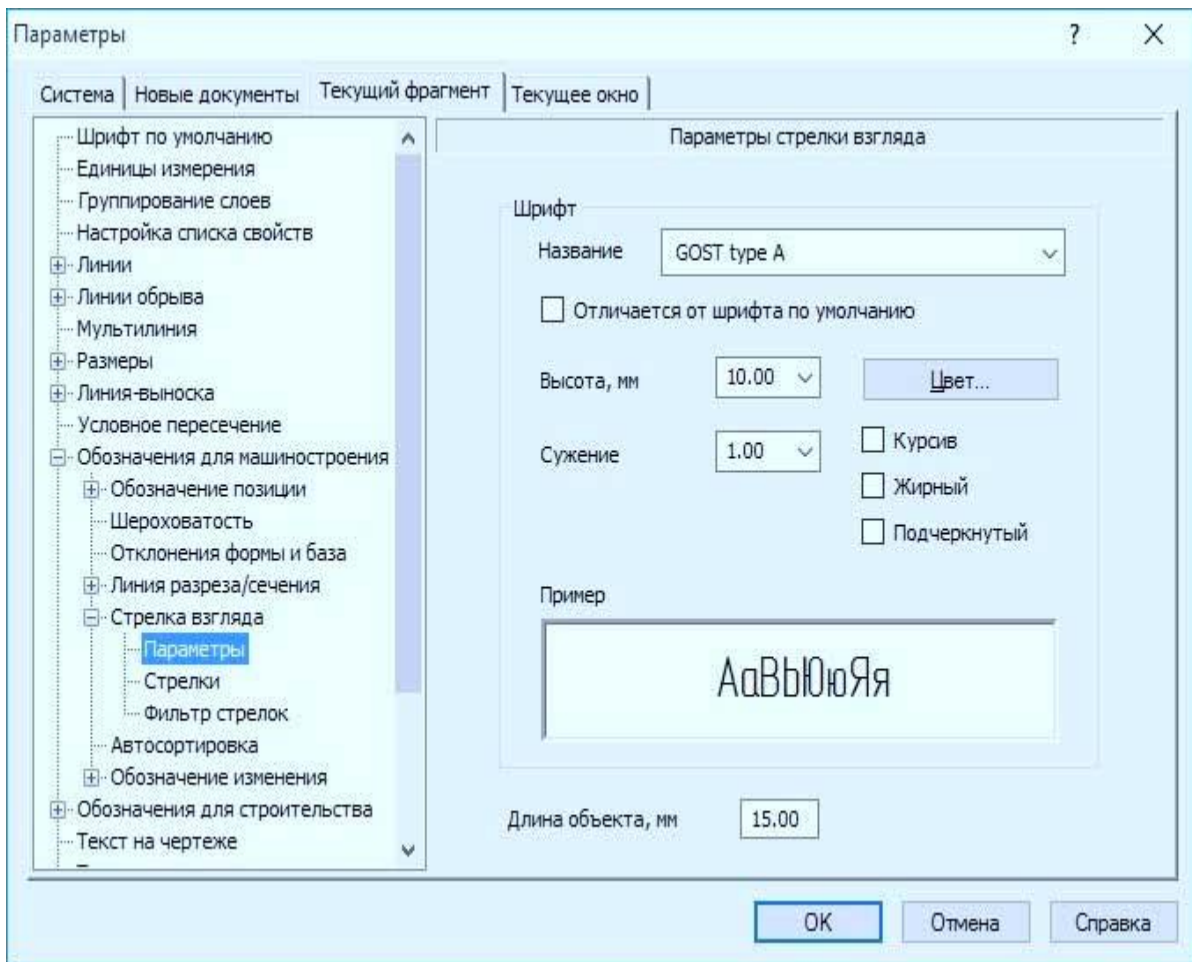 Параметры
?
Система
Новые документы
Текущий фрагмент
Текущее окно
Шрифт по умолчанию
Единицы измерения
Группирование слоев
Настройка списка свойств
Линии
Линии обрыва
Мультилиния
Размеры
Линия-выноска
Условное пересечение
Обозначения для машиностроения
Обозначение позиции
Шероховатость
Отклонения формы и база
Линия разреза/сечения
Стрелка взгляда
Параметры
Стрелки
Фильтр стрелок
Автосортировка
Обозначение изменения
Обозначения для строительства
Текст на чертеже
Параметры стрелки взгляда
Шрифт
Название
GOST type A
Отличается от шрифта по умолчанию
Высота, мм
10.00
Цвет...
Сужение
1.00
Курсив
Жирный
Подчеркнутый
Пример
АаВЬЮюЯя
Длина объекта, мм
15.00
OK
Отмена
Справка